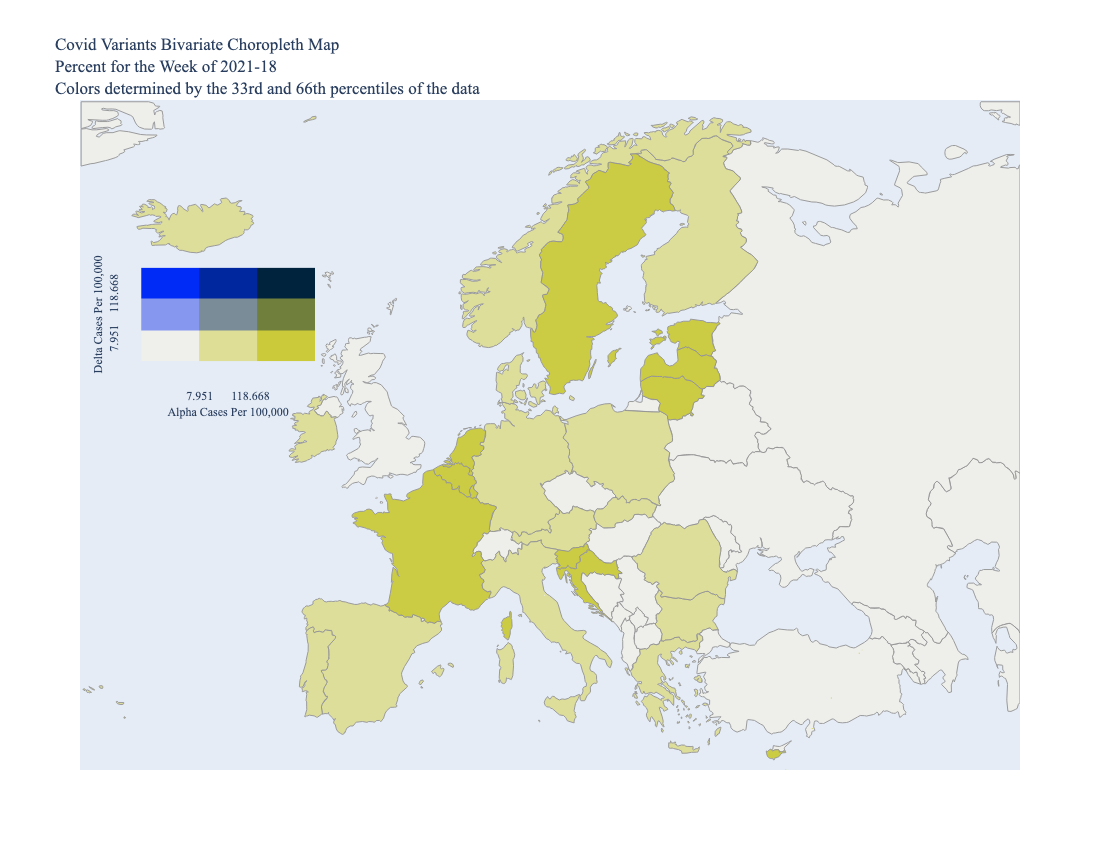 Covid Variants Bivariate Choropleth Map
Percent for the Week of 2021-18
Colors determined by the 33rd and 66th percentiles of the data
Delta Cases Per 100,000
7.951 118.668
7.951 118.668
Alpha Cases Per 100,000